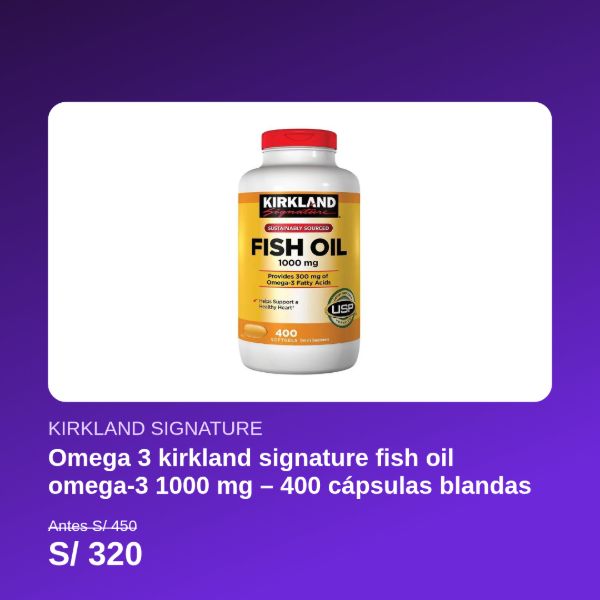 KIRKLAND
Signature
SUSTAINABLY SOURCED
FISH OIL
1000 mg
Provides 300 mg of
Omega-3 Fatty Acids
Helps Support a
Healthy Heart†
USP
400
SOFTGELS Dietary Supplement
KIRKLAND SIGNATURE
Omega 3 kirkland signature fish oil
omega-3 1000 mg – 400 cápsulas blandas
Antes S/ 450
S/ 320